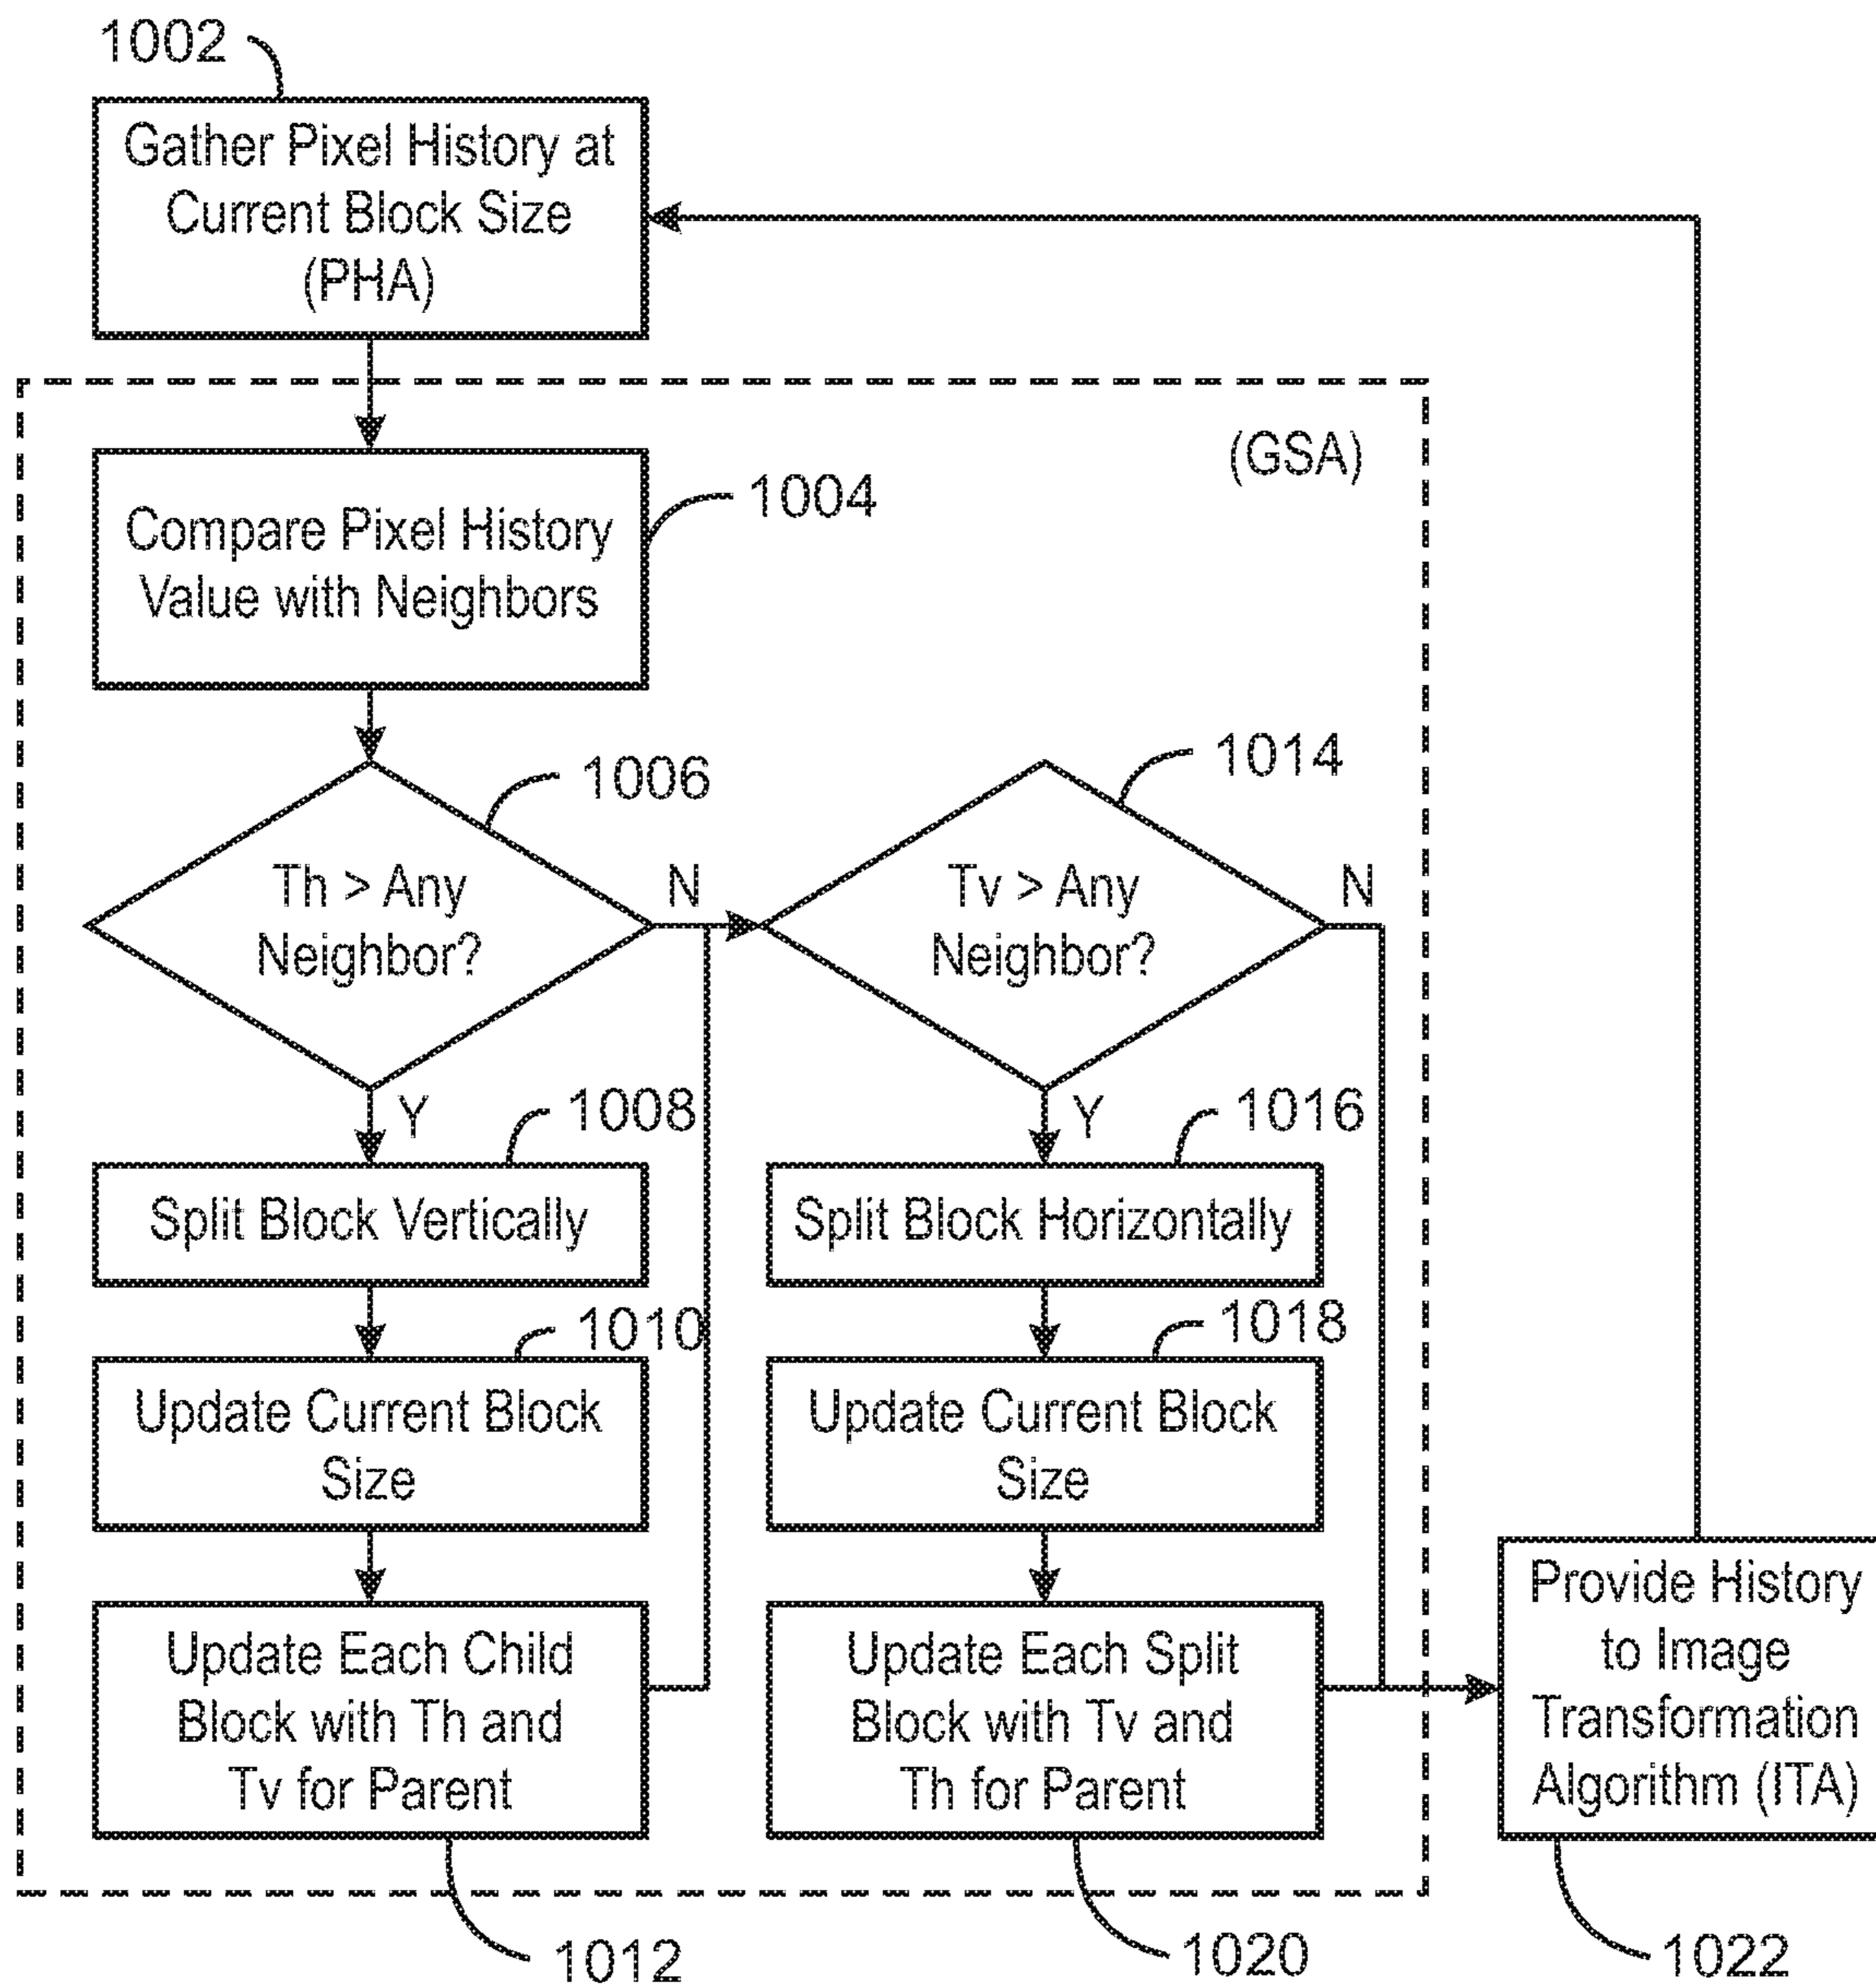 1002
Gather Pixel History at
Current Block Size
(PHA)
(GSA)
Compare Pixel History
Value with Neighbors
1004
1006
Th > Any
Neighbor?
N
Y
1014
Tv > Any
Neighbor?
N
Y
1008
Split Block Vertically
1016
Split Block Horizontally
1010
Update Current Block
Size
1018
Update Current Block
Size
Update Each Child
Block with Th and
Tv for Parent
1012
Update Each Split
Block with Tv and
Th for Parent
1020
Provide History
to Image
Transformation
Algorithm (ITA)
1022